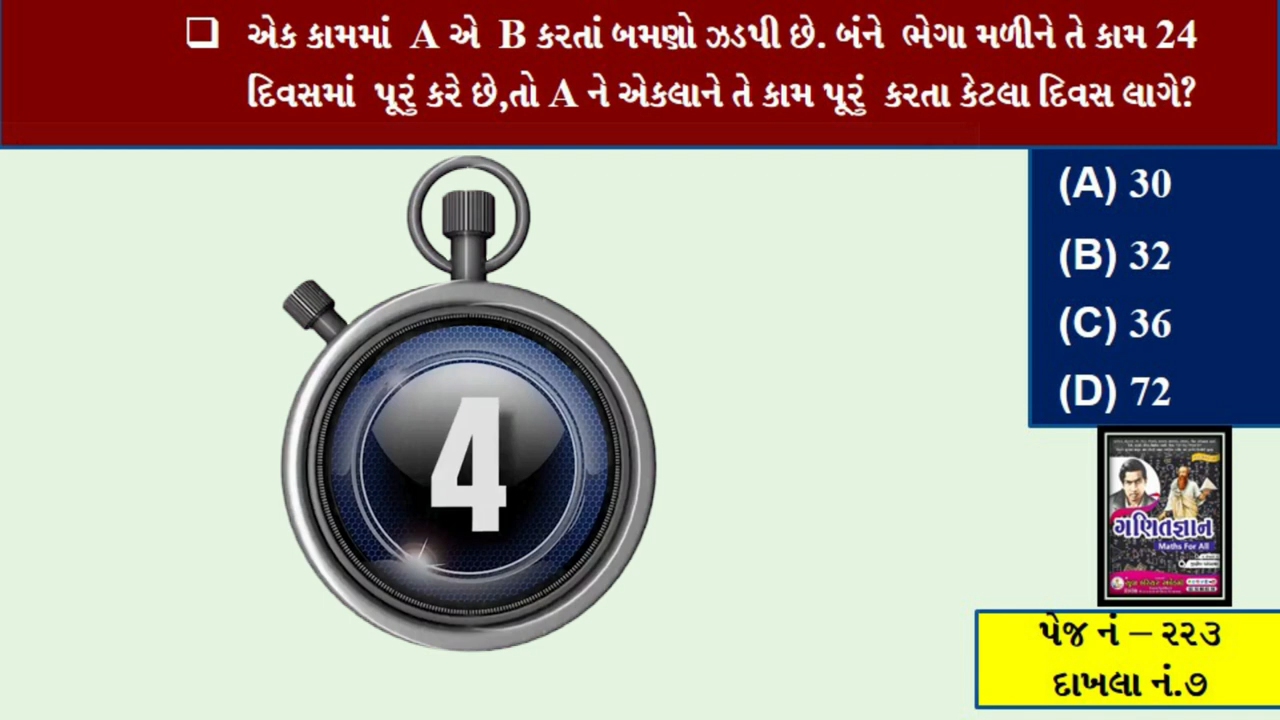 ❑ એક કામમાં A એ B કરતાં બમણો ઝડપી છે. બંને ભેગા મળીને તે કામ 24
દિવસમાં પૂરું કરે છે,તો A ને એકલાને તે કામ પૂરું કરતા કેટલા દિવસ લાગે?
(A) 30
(B) 32
(C) 36
(D) 72
4
ગણિતજ્ઞાન
Maths For All
પેજ નં – ૨૨૩
દાખલા નં.૭